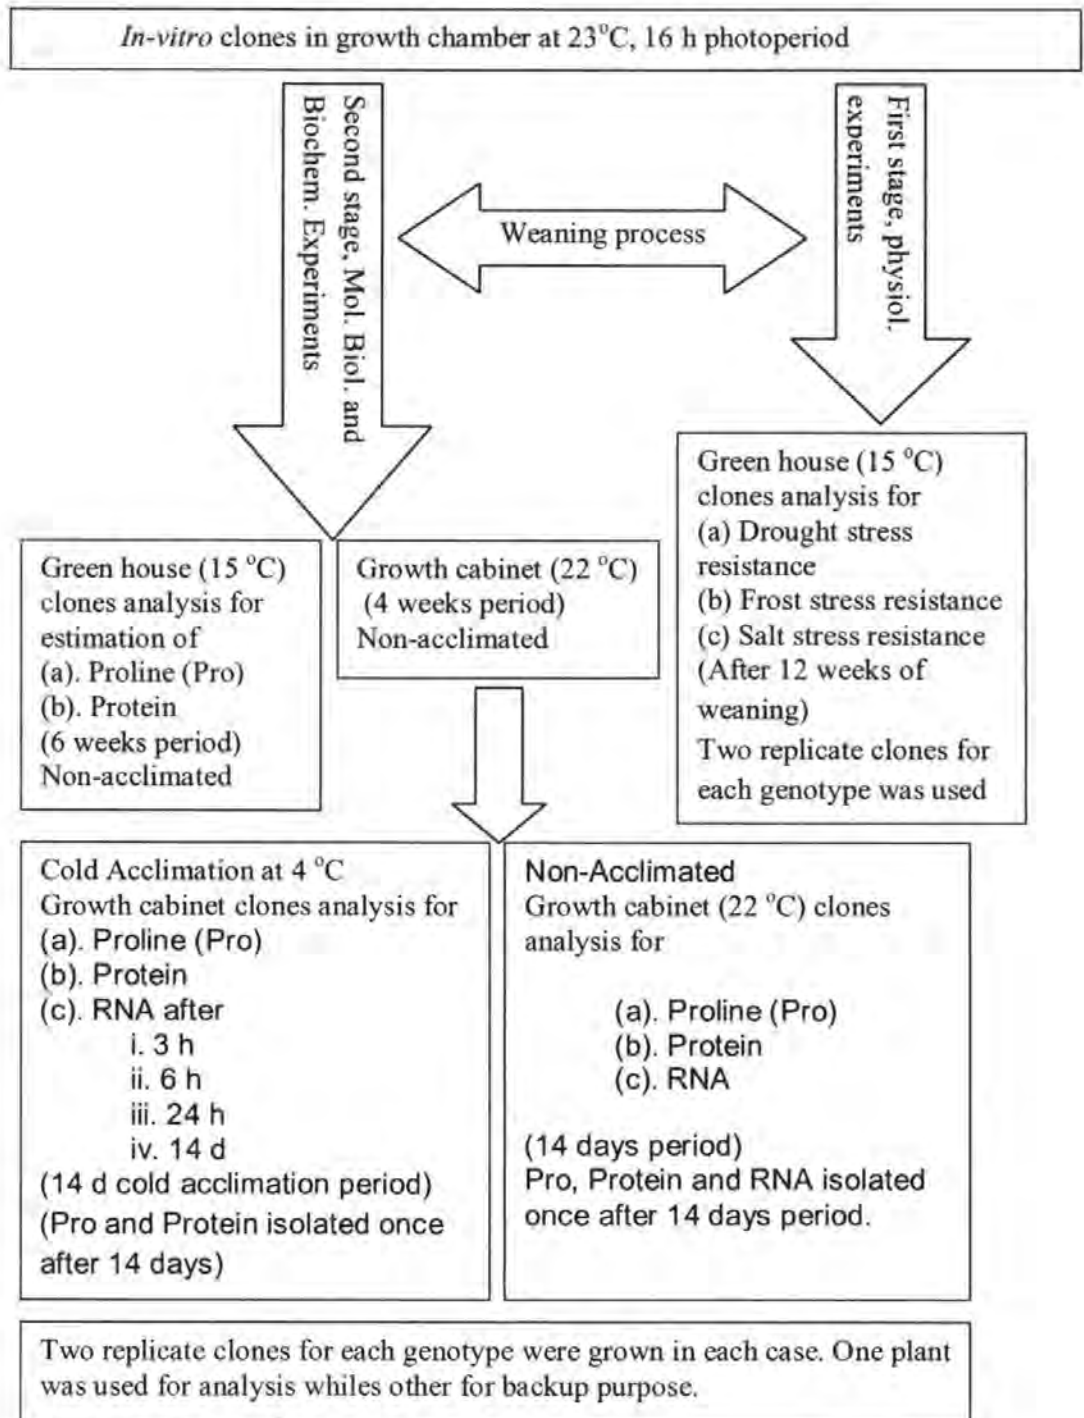 In-vitro clones in growth chamber at 23°C, 16 h photoperiod
Second stage, Mol. Biol. and
Biochem. Experiments
Weaning process
First stage, physiol.
experiments
Green house (15 °C)
clones analysis for
estimation of
(a). Proline (Pro)
(b). Protein
(6 weeks period)
Non-acclimated
Growth cabinet (22 °C)
(4 weeks period)
Non-acclimated
Green house (15 °C)
clones analysis for
(a) Drought stress
resistance
(b) Frost stress resistance
(c) Salt stress resistance
(After 12 weeks of
weaning)
Two replicate clones for
each genotype was used
Cold Acclimation at 4 °C
Growth cabinet clones analysis for
(a). Proline (Pro)
(b). Protein
(c). RNA after
i. 3 h
ii. 6 h
iii. 24 h
iv. 14 d
(14 d cold acclimation period)
(Pro and Protein isolated once
after 14 days)
Non-Acclimated
Growth cabinet (22 °C) clones
analysis for
(a). Proline (Pro)
(b). Protein
(c). RNA
(14 days period)
Pro, Protein and RNA isolated
once after 14 days period.
Two replicate clones for each genotype were grown in each case. One plant
was used for analysis whiles other for backup purpose.